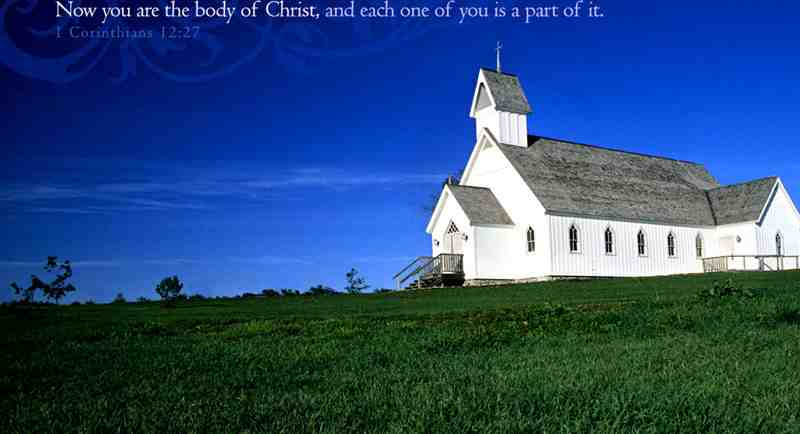 Now you are the body of Christ, and each one of you is a part of it.
1 Corinthians 12:27